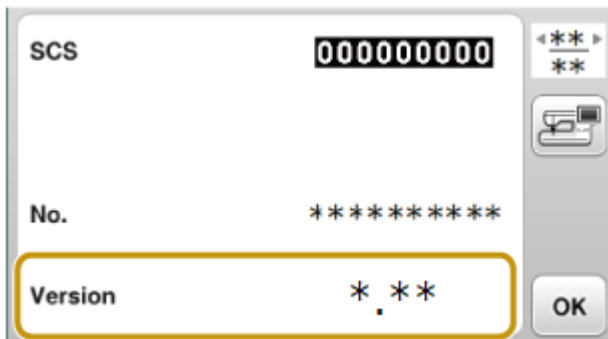 SCS 000000000
**
**
No. **********
Version *.**
OK